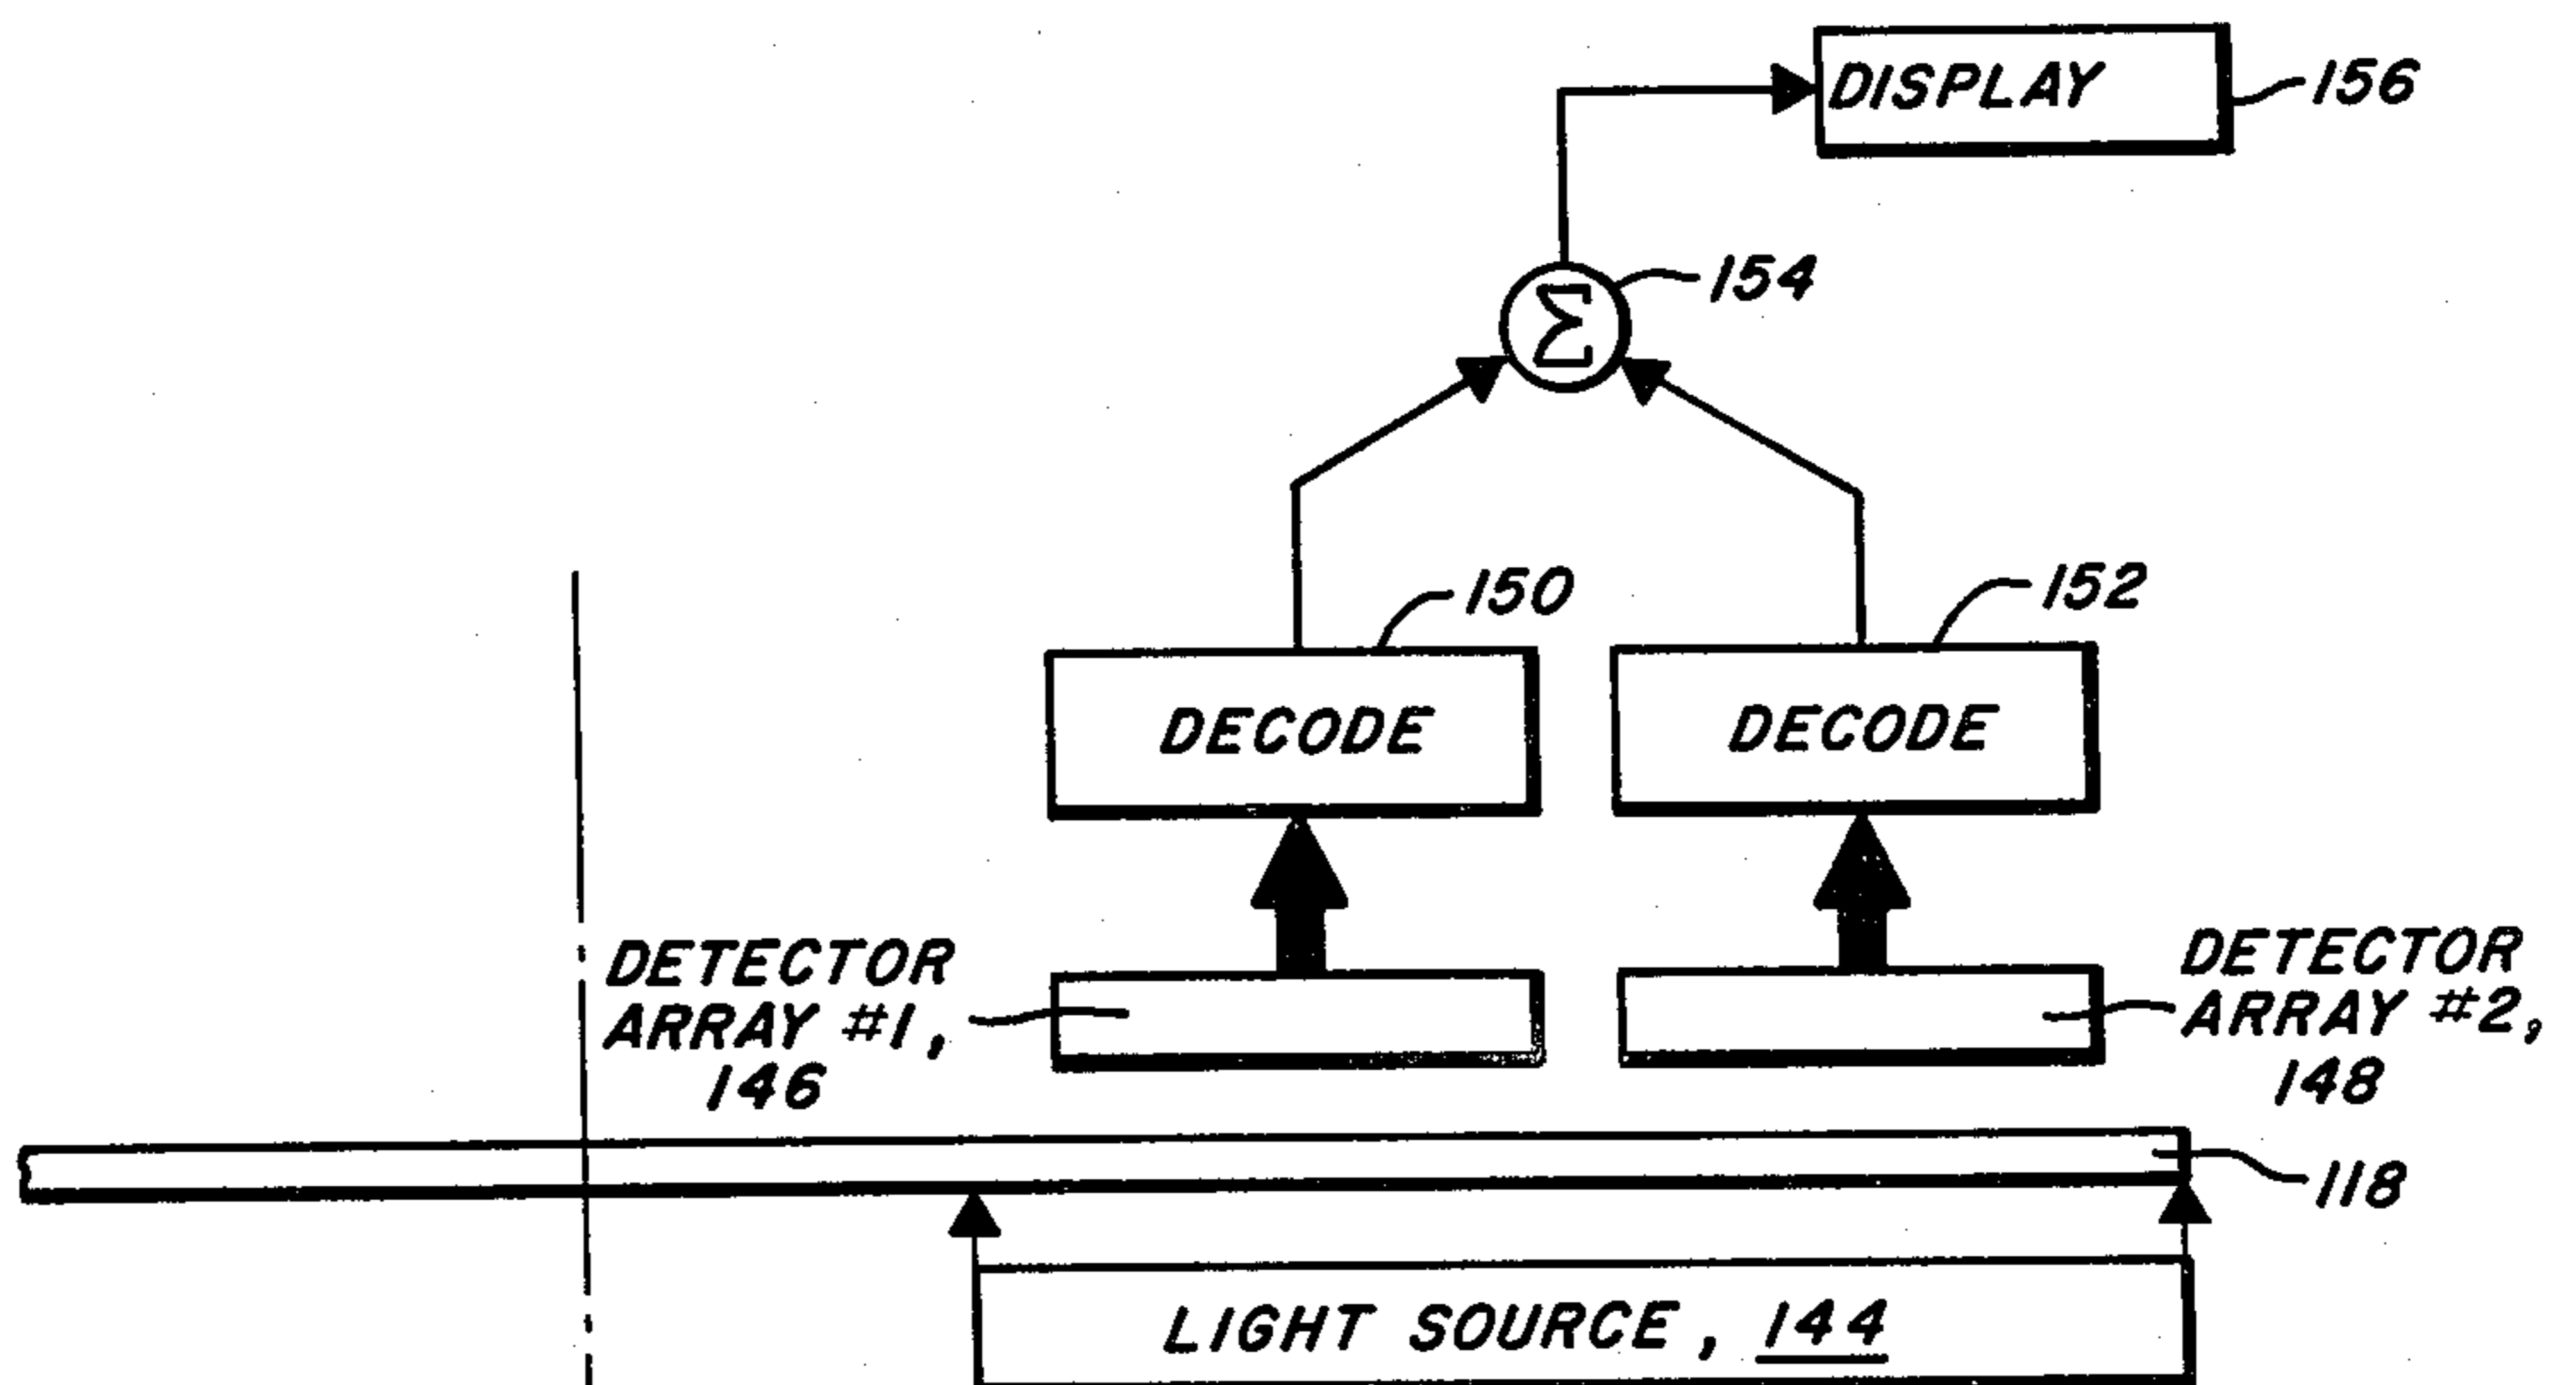 DISPLAY
156
154
Σ
150
152
DECODE
DECODE
DETECTOR
ARRAY #1,
146
DETECTOR
ARRAY #2,
148
118
LIGHT SOURCE, 144